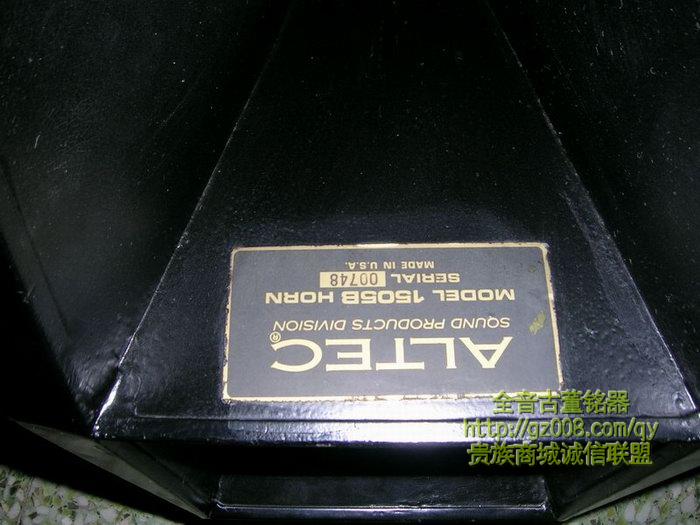 ALTEC®
SOUND PRODUCTS DIVISION
MODEL 1505B HORN
SERIAL 00748
MADE IN U.S.A.
全音古董铭器
http://gz008.com/qy
贵族商城诚信联盟